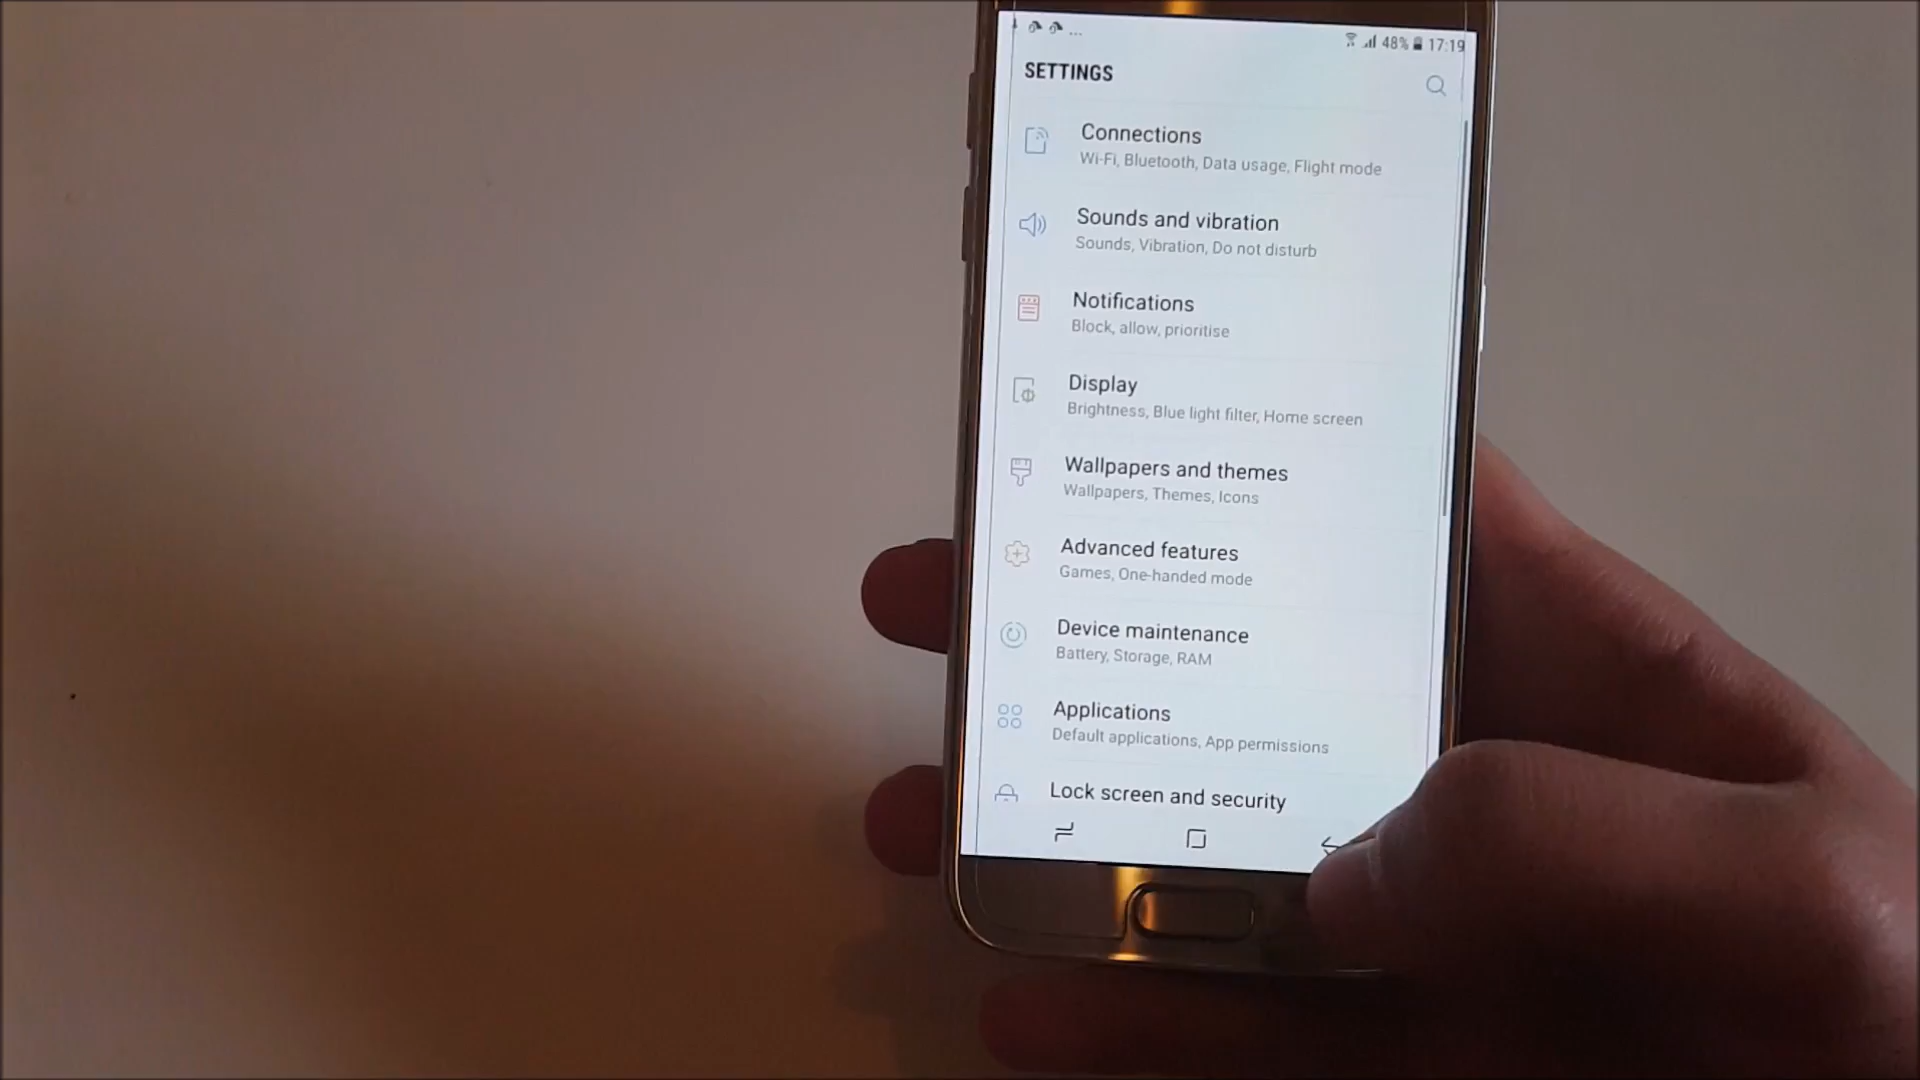 ... 48% 17:19
SETTINGS
Connections
Wi-Fi, Bluetooth, Data usage, Flight mode
Sounds and vibration
Sounds, Vibration, Do not disturb
Notifications
Block, allow, prioritise
Display
Brightness, Blue light filter, Home screen
Wallpapers and themes
Wallpapers, Themes, Icons
Advanced features
Games, One-handed mode
Device maintenance
Battery, Storage, RAM
Applications
Default applications, App permissions
Lock screen and security